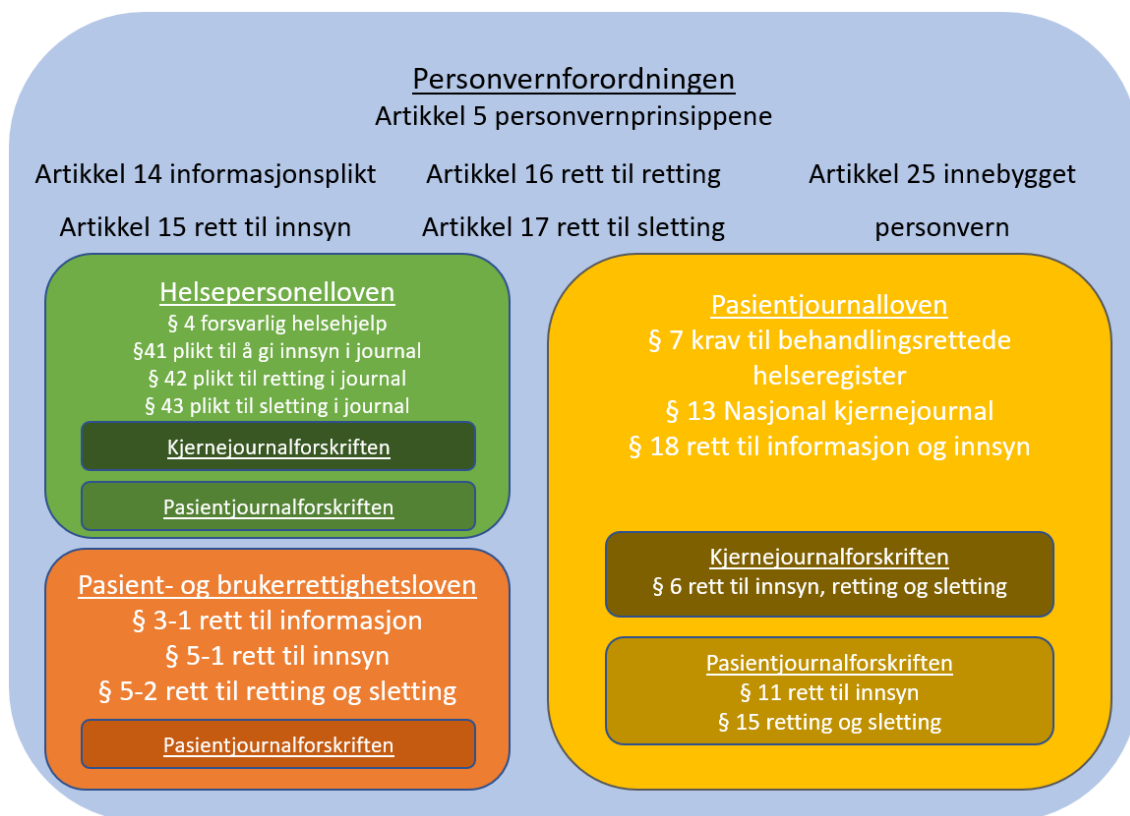 Personvernforordningen
Artikkel 5 personvernprinsippene
Artikkel 14 informasjonsplikt
Artikkel 15 rett til innsyn
Artikkel 16 rett til retting
Artikkel 17 rett til sletting
Artikkel 25 innebygget
personvern
Helsepersonelloven
§ 4 forsvarlig helsehjelp
§41 plikt til å gi innsyn i journal
§ 42 plikt til retting i journal
§ 43 plikt til sletting i journal
Kjernejournalforskriften
Pasientjournalforskriften
Pasient- og brukerrettighetsloven
§ 3-1 rett til informasjon
§ 5-1 rett til innsyn
§ 5-2 rett til retting og sletting
Pasientjournalforskriften
Pasientjournalloven
§ 7 krav til behandlingsrettede
helseregister
§ 13 Nasjonal kjernejournal
§ 18 rett til informasjon og innsyn
Kjernejournalforskriften
§ 6 rett til innsyn, retting og sletting
Pasientjournalforskriften
§ 11 rett til innsyn
§ 15 retting og sletting